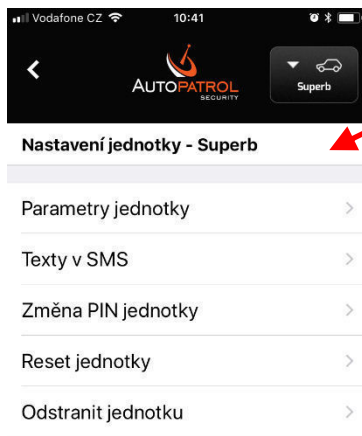 Vodafone CZ 10:41
AUTOPATROL
SECURITY
Superb
Nastavení jednotky - Superb
Parametry jednotky
Texty v SMS
Změna PIN jednotky
Reset jednotky
Odstranit jednotku